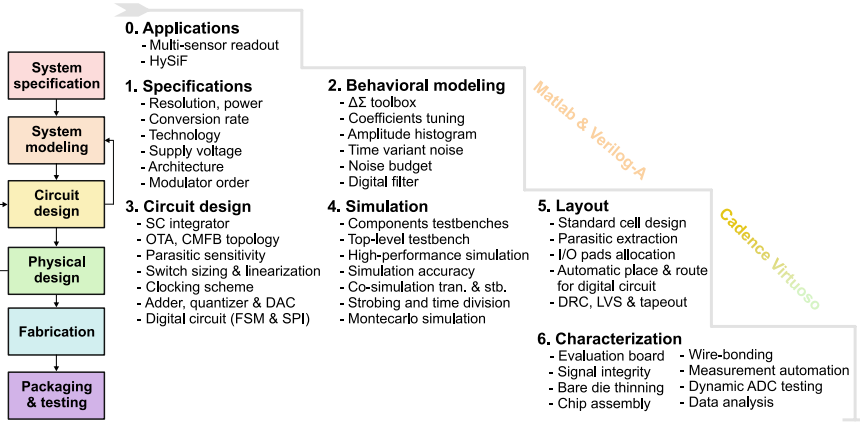 System
specification
System
modeling
Circuit
design
Physical
design
Fabrication
Packaging
& testing
0. Applications
- Multi-sensor readout
- HySiF
1. Specifications
- Resolution, power
- Conversion rate
- Technology
- Supply voltage
- Architecture
- Modulator order
2. Behavioral modeling
- ΔΣ toolbox
- Coefficients tuning
- Amplitude histogram
- Time variant noise
- Noise budget
- Digital filter
Matlab & Verilog-A
3. Circuit design
- SC integrator
- OTA, CMFB topology
- Parasitic sensitivity
- Switch sizing & linearization
- Clocking scheme
- Adder, quantizer & DAC
- Digital circuit (FSM & SPI)
4. Simulation
- Components testbenches
- Top-level testbench
- High-performance simulation
- Simulation accuracy
- Co-simulation tran. & stb.
- Strobing and time division
- Montecarlo simulation
5. Layout
- Standard cell design
- Parasitic extraction
- I/O pads allocation
- Automatic place & route
for digital circuit
- DRC, LVS & tapeout
Cadence Virtuoso
6. Characterization
- Evaluation board
- Signal integrity
- Bare die thinning
- Chip assembly
- Wire-bonding
- Measurement automation
- Dynamic ADC testing
- Data analysis